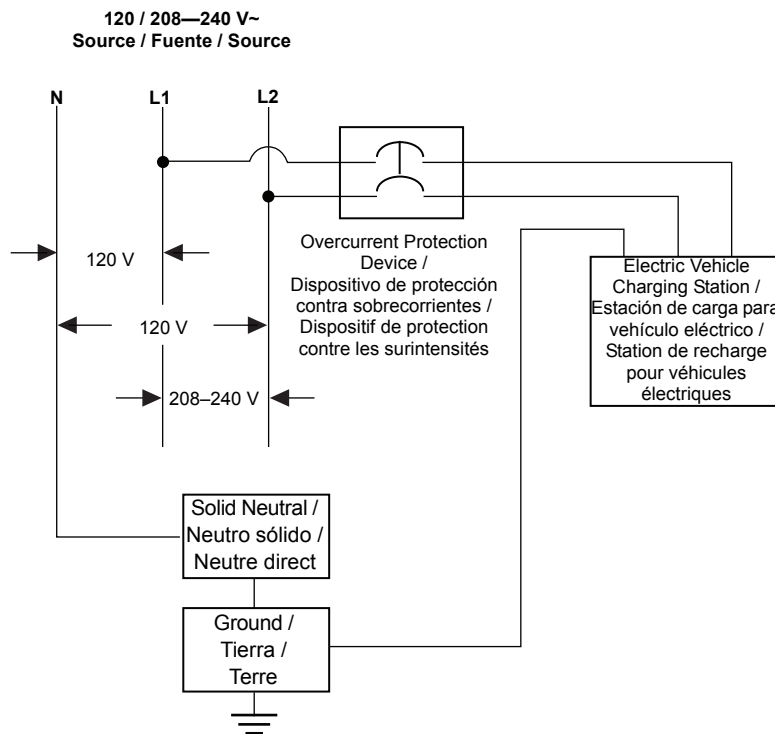 120 / 208—240 V~
Source / Fuente / Source
N
L1
L2
120 V
120 V
208–240 V
Overcurrent Protection
Device /
Dispositivo de protección
contra sobrecorrientes /
Dispositif de protection
contre les surintensités
Electric Vehicle
Charging Station /
Estación de carga para
vehículo eléctrico /
Station de recharge
pour véhicules
électriques
Solid Neutral /
Neutro sólido /
Neutre direct
Ground /
Tierra /
Terre